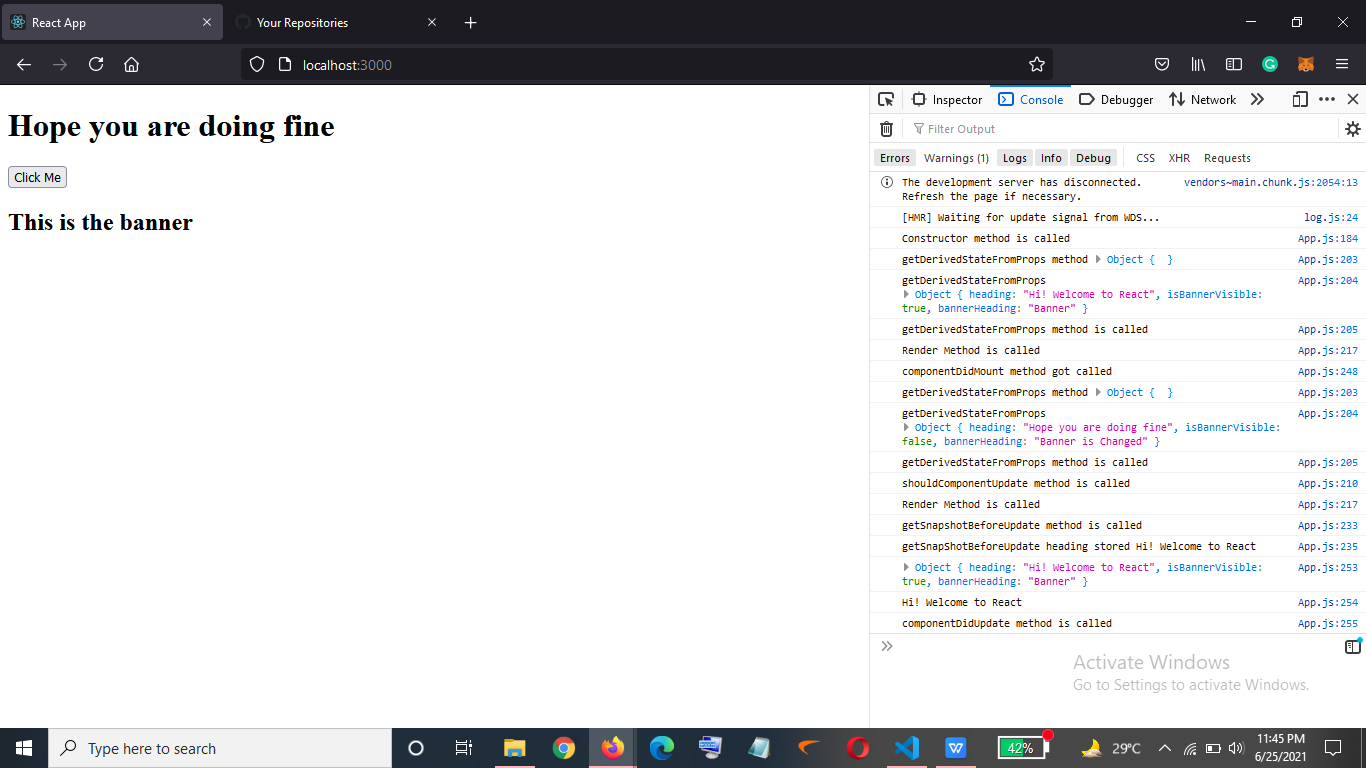 React App
Your Repositories
localhost:3000
Hope you are doing fine
Click Me
This is the banner
Inspector
Console
Debugger
Network
Filter Output
Errors
Warnings (1)
Logs
Info
Debug
CSS
XHR
Requests
The development server has disconnected. vendors~main.chunk.js:2054:13
Refresh the page if necessary.
[HMR] Waiting for update signal from WDS... log.js:24
Constructor method is called App.js:184
getDerivedStateFromProps method Object { } App.js:203
getDerivedStateFromProps App.js:204
Object { heading: "Hi! Welcome to React", isBannerVisible:
true, bannerHeading: "Banner" }
getDerivedStateFromProps method is called App.js:205
Render Method is called App.js:217
componentDidMount method got called App.js:248
getDerivedStateFromProps method Object { } App.js:203
getDerivedStateFromProps App.js:204
Object { heading: "Hope you are doing fine", isBannerVisible:
false, bannerHeading: "Banner is Changed" }
getDerivedStateFromProps method is called App.js:205
shouldComponentUpdate method is called App.js:210
Render Method is called App.js:217
getSnapshotBeforeUpdate method is called App.js:233
getSnapShotBeforeUpdate heading stored Hi! Welcome to React App.js:235
Object { heading: "Hi! Welcome to React", isBannerVisible: App.js:253
true, bannerHeading: "Banner" }
Hi! Welcome to React App.js:254
componentDidUpdate method is called App.js:255
Activate Windows
Go to Settings to activate Windows.
Type here to search
42%
29°C
11:45 PM
6/25/2021